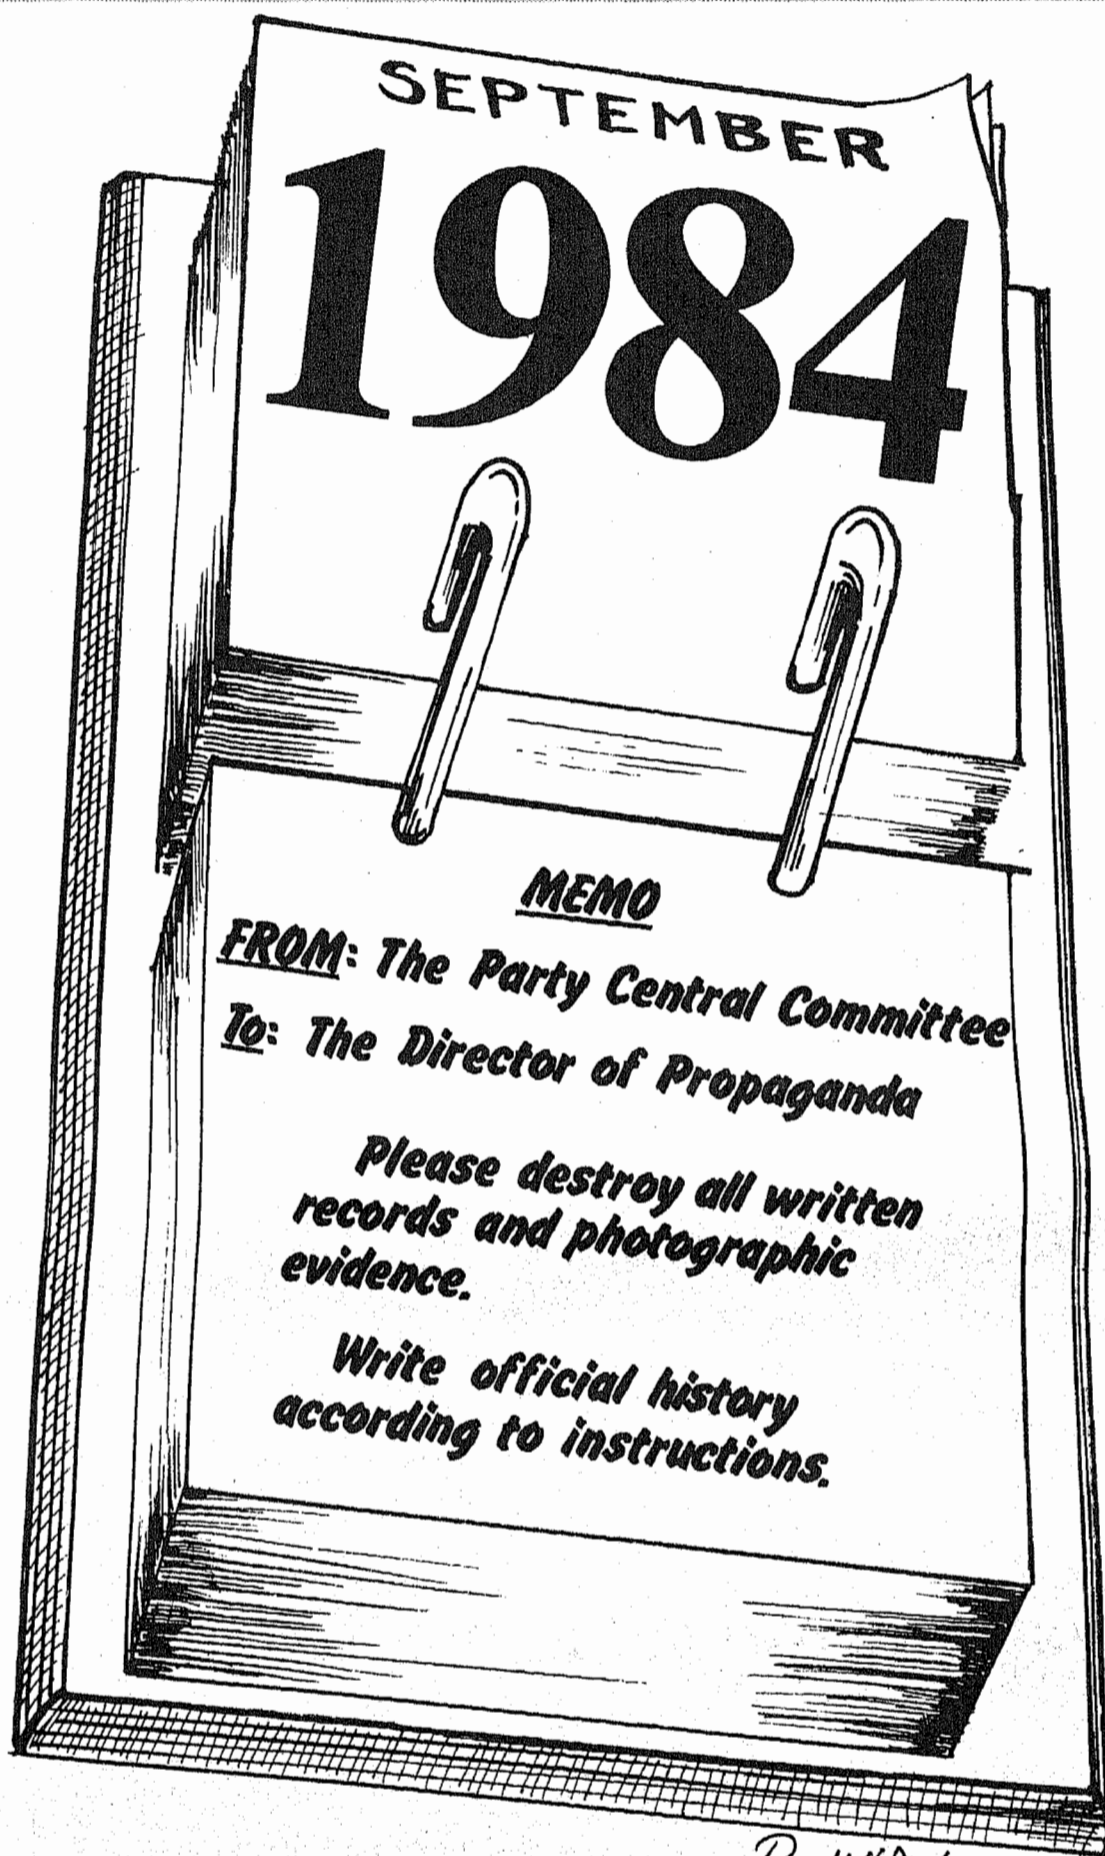 SEPTEMBER
1984
MEMO
FROM: The Party Central Committee
To: The Director of Propaganda
Please destroy all written
records and photographic
evidence.
Write official history
according to instructions.